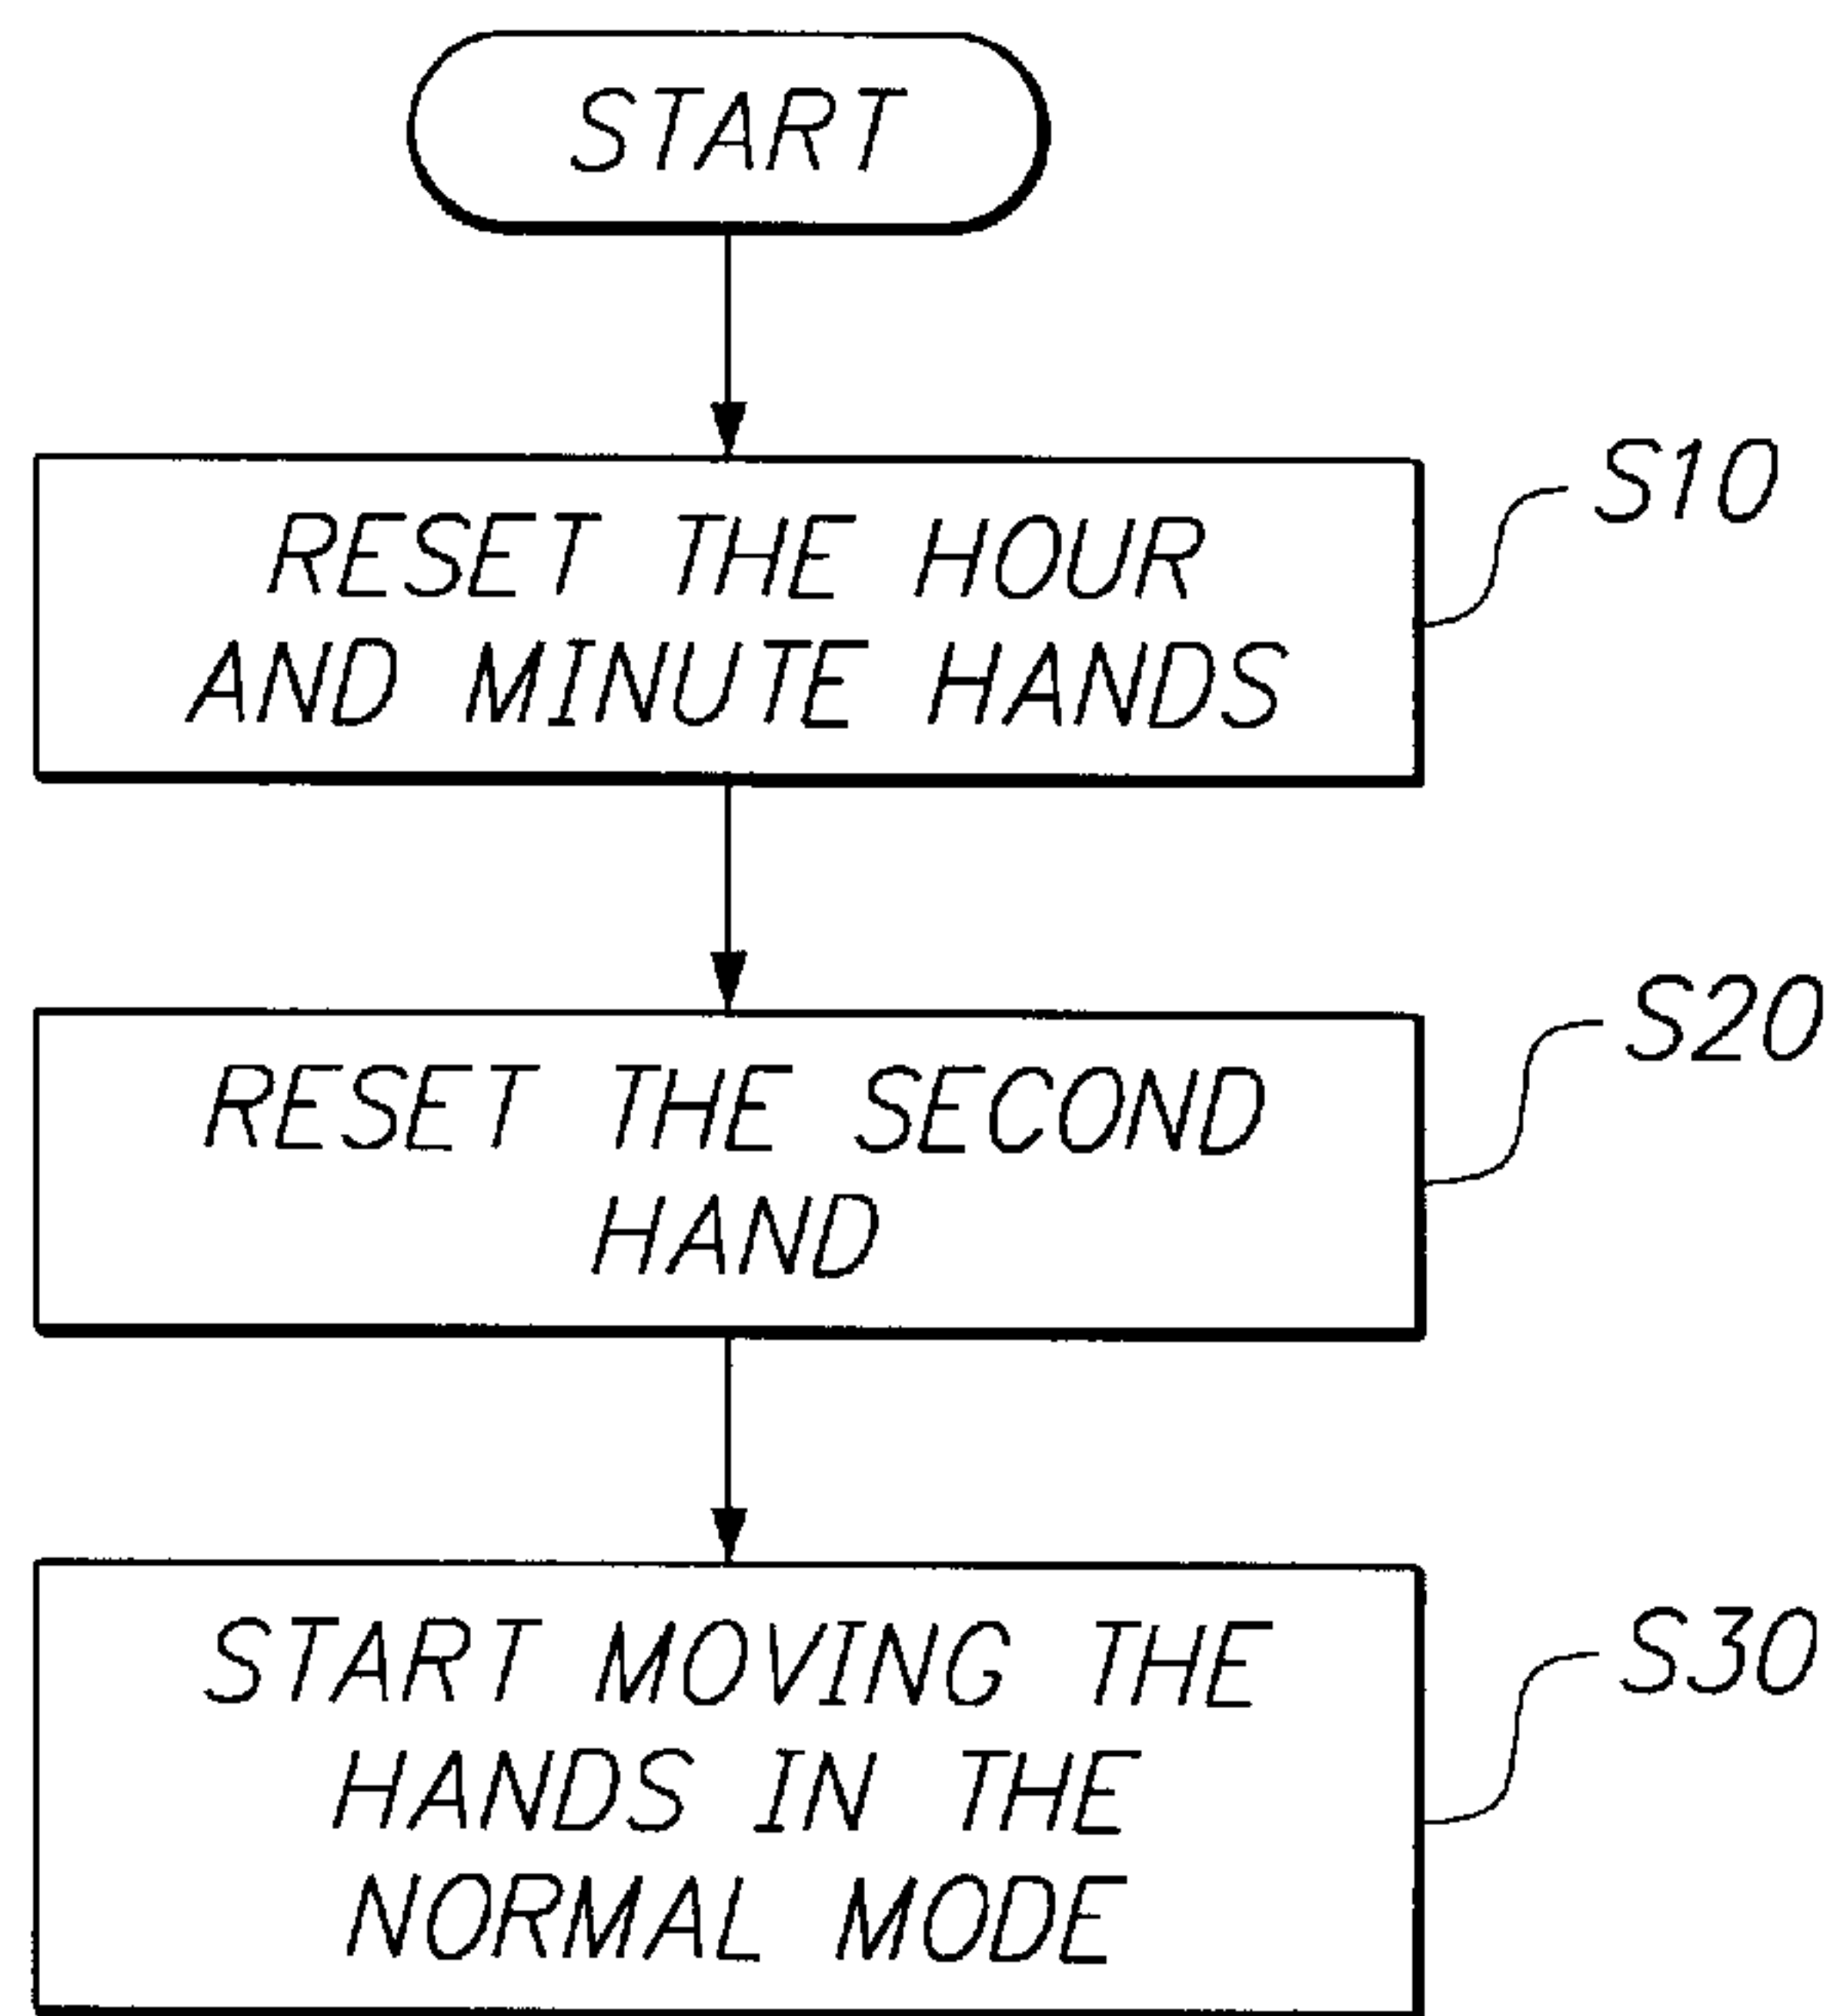 START
S10
RESET THE HOUR
AND MINUTE HANDS
S20
RESET THE SECOND
HAND
S30
START MOVING THE
HANDS IN THE
NORMAL MODE